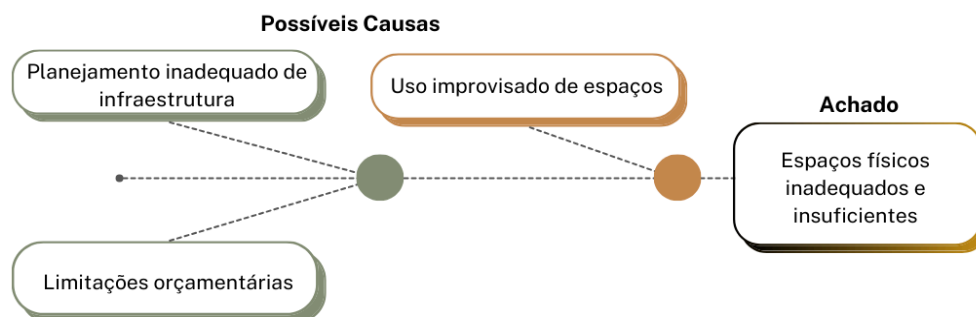 Possíveis Causas
Planejamento inadequado de
infraestrutura
Uso improvisado de espaços
Achado
Espaços físicos
inadequados e
insuficientes
Limitações orçamentárias